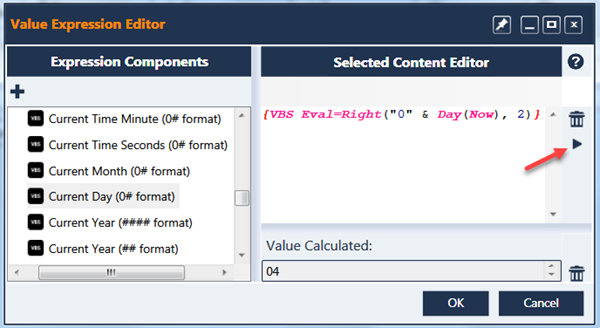 Value Expression Editor
Expression Components
Selected Content Editor
?
VBS Current Time Minute (0# format)
VBS Current Time Seconds (0# format)
VBS Current Month (0# format)
VBS Current Day (0# format)
VBS Current Year (#### format)
VBS Current Year (## format)
{VBS Eval=Right("0" & Day(Now), 2)}
Value Calculated:
04
OK
Cancel